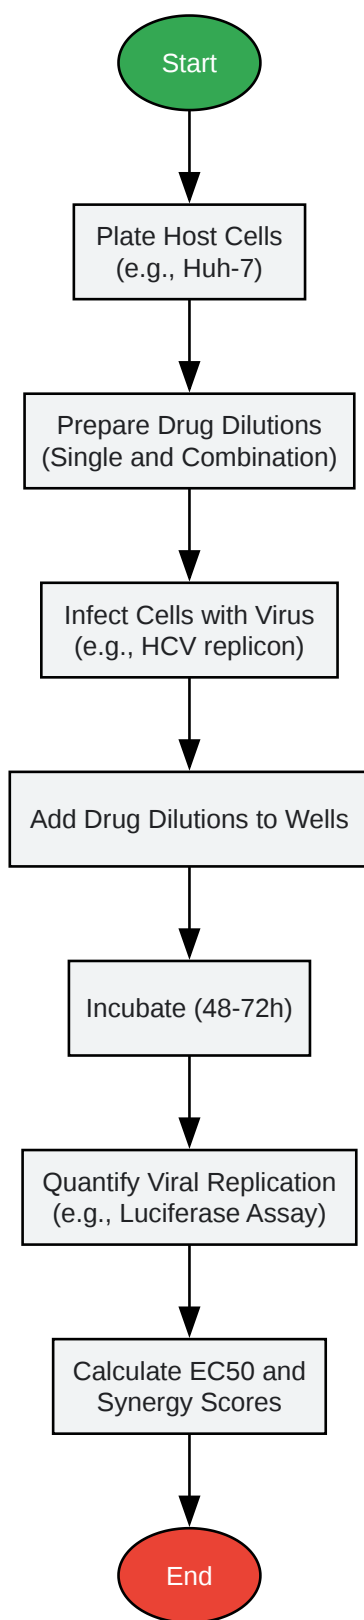 Start
Plate Host Cells
(e.g., Huh-7)
Prepare Drug Dilutions
(Single and Combination)
Infect Cells with Virus
(e.g., HCV replicon)
Add Drug Dilutions to Wells
Incubate (48-72h)
Quantify Viral Replication
(e.g., Luciferase Assay)
Calculate EC50 and
Synergy Scores
End